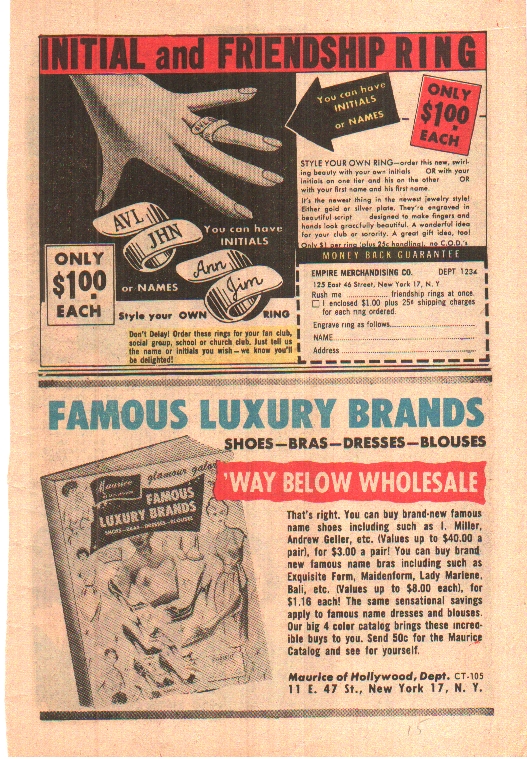 INITIAL and FRIENDSHIP RING
You can have
INITIALS
or NAMES
ONLY
$1.00
EACH
STYLE YOUR OWN RING—order this new, swirl-
ing beauty with your own initials OR with your
initials on one tier and his on the other OR
with your first name and his first name.
It's the newest thing in the newest jewelry style!
Either gold or silver plate. They're engraved in
beautiful script designed to make fingers and
hands look gracefully beautiful. A wonderful idea
for your club or sorority. A great gift idea, too!
Only $1 per ring (plus 25c handling), no C.O.D.'s
MONEY BACK GUARANTEE
AVL
JHN
You can have
INITIALS
or NAMES
Ann
Jim
Style your OWN RING
ONLY
$1.00
EACH
Don't Delay! Order these rings for your fan club,
social group, school or church club. Just tell us
the name or initials you wish—we know you'll
be delighted!
EMPIRE MERCHANDISING CO. DEPT 1234
125 East 46 Street, New York 17, N. Y.
Rush me ............ friendship rings at once.
I enclosed $1.00 plus 25¢ shipping charges
for each ring ordered.
Engrave ring as follows
NAME
Address
FAMOUS LUXURY BRANDS
SHOES—BRAS—DRESSES—BLOUSES
'WAY BELOW WHOLESALE
Maurice
glamour galore
FAMOUS
LUXURY BRANDS
SHOES—BRAS—DRESSES—BLOUSES
That's right. You can buy brand-new famous
name shoes including such as I. Miller,
Andrew Geller, etc. (Values up to $40.00 a
pair), for $3.00 a pair! You can buy brand
new famous name bras including such as
Exquisite Form, Maidenform, Lady Marlene,
Bali, etc. (Values up to $8.00 each), for
$1.16 each! The same sensational savings
apply to famous name dresses and blouses.
Our big 4 color catalog brings these incred-
ible buys to you. Send 50c for the Maurice
Catalog and see for yourself.
Maurice of Hollywood, Dept. CT-105
11 E. 47 St., New York 17, N. Y.
15